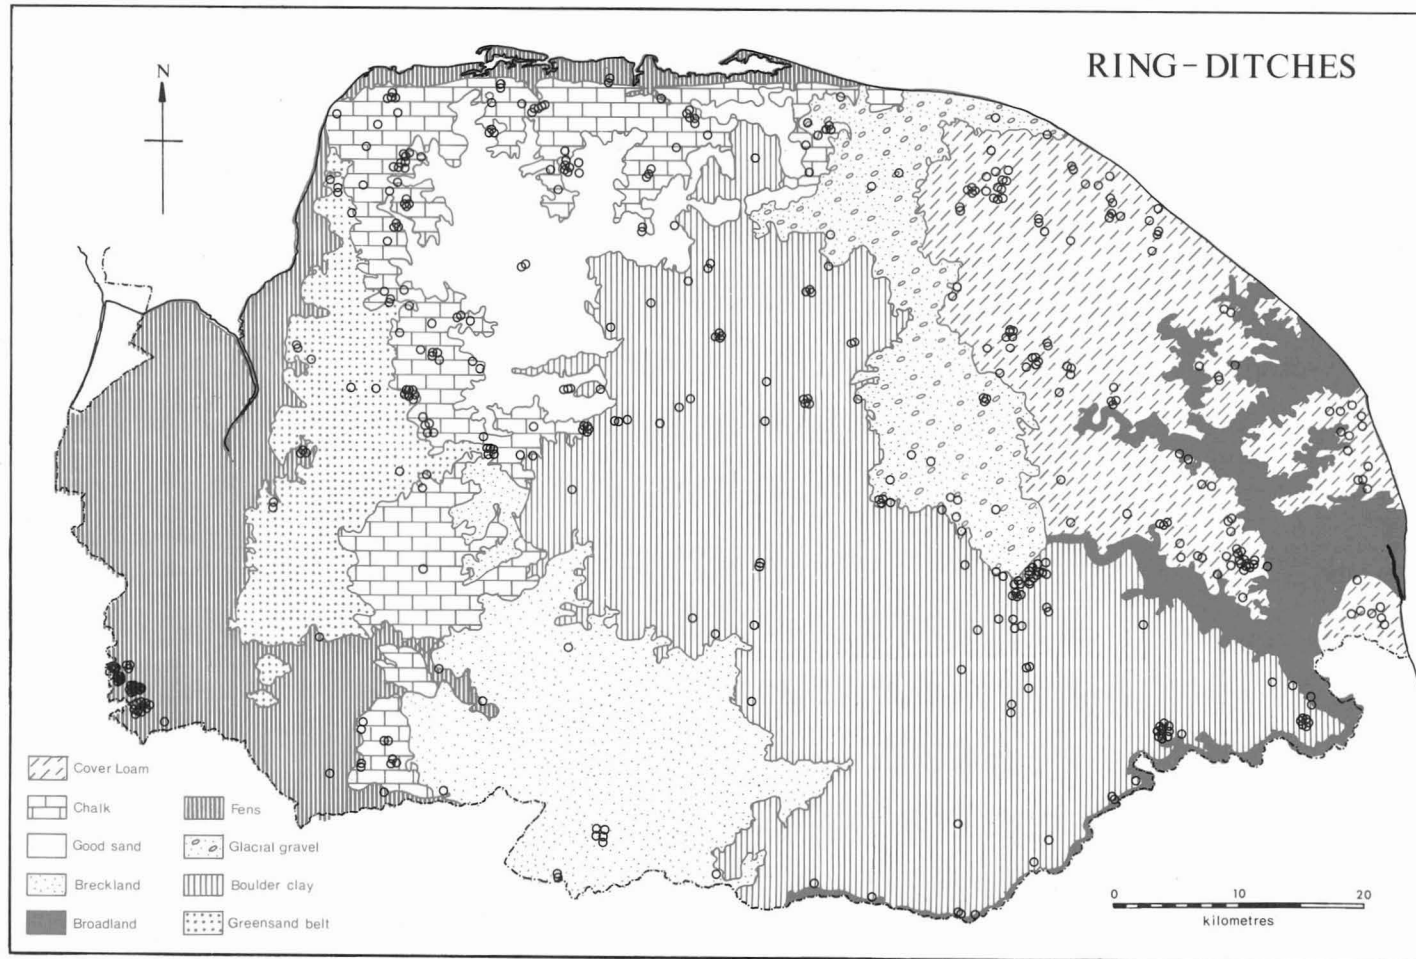 RING-DITCHES
N
Cover Loam
Chalk
Good sand
Breckland
Broadland
Fens
Glacial gravel
Boulder clay
Greensand belt
0 10 20
kilometres